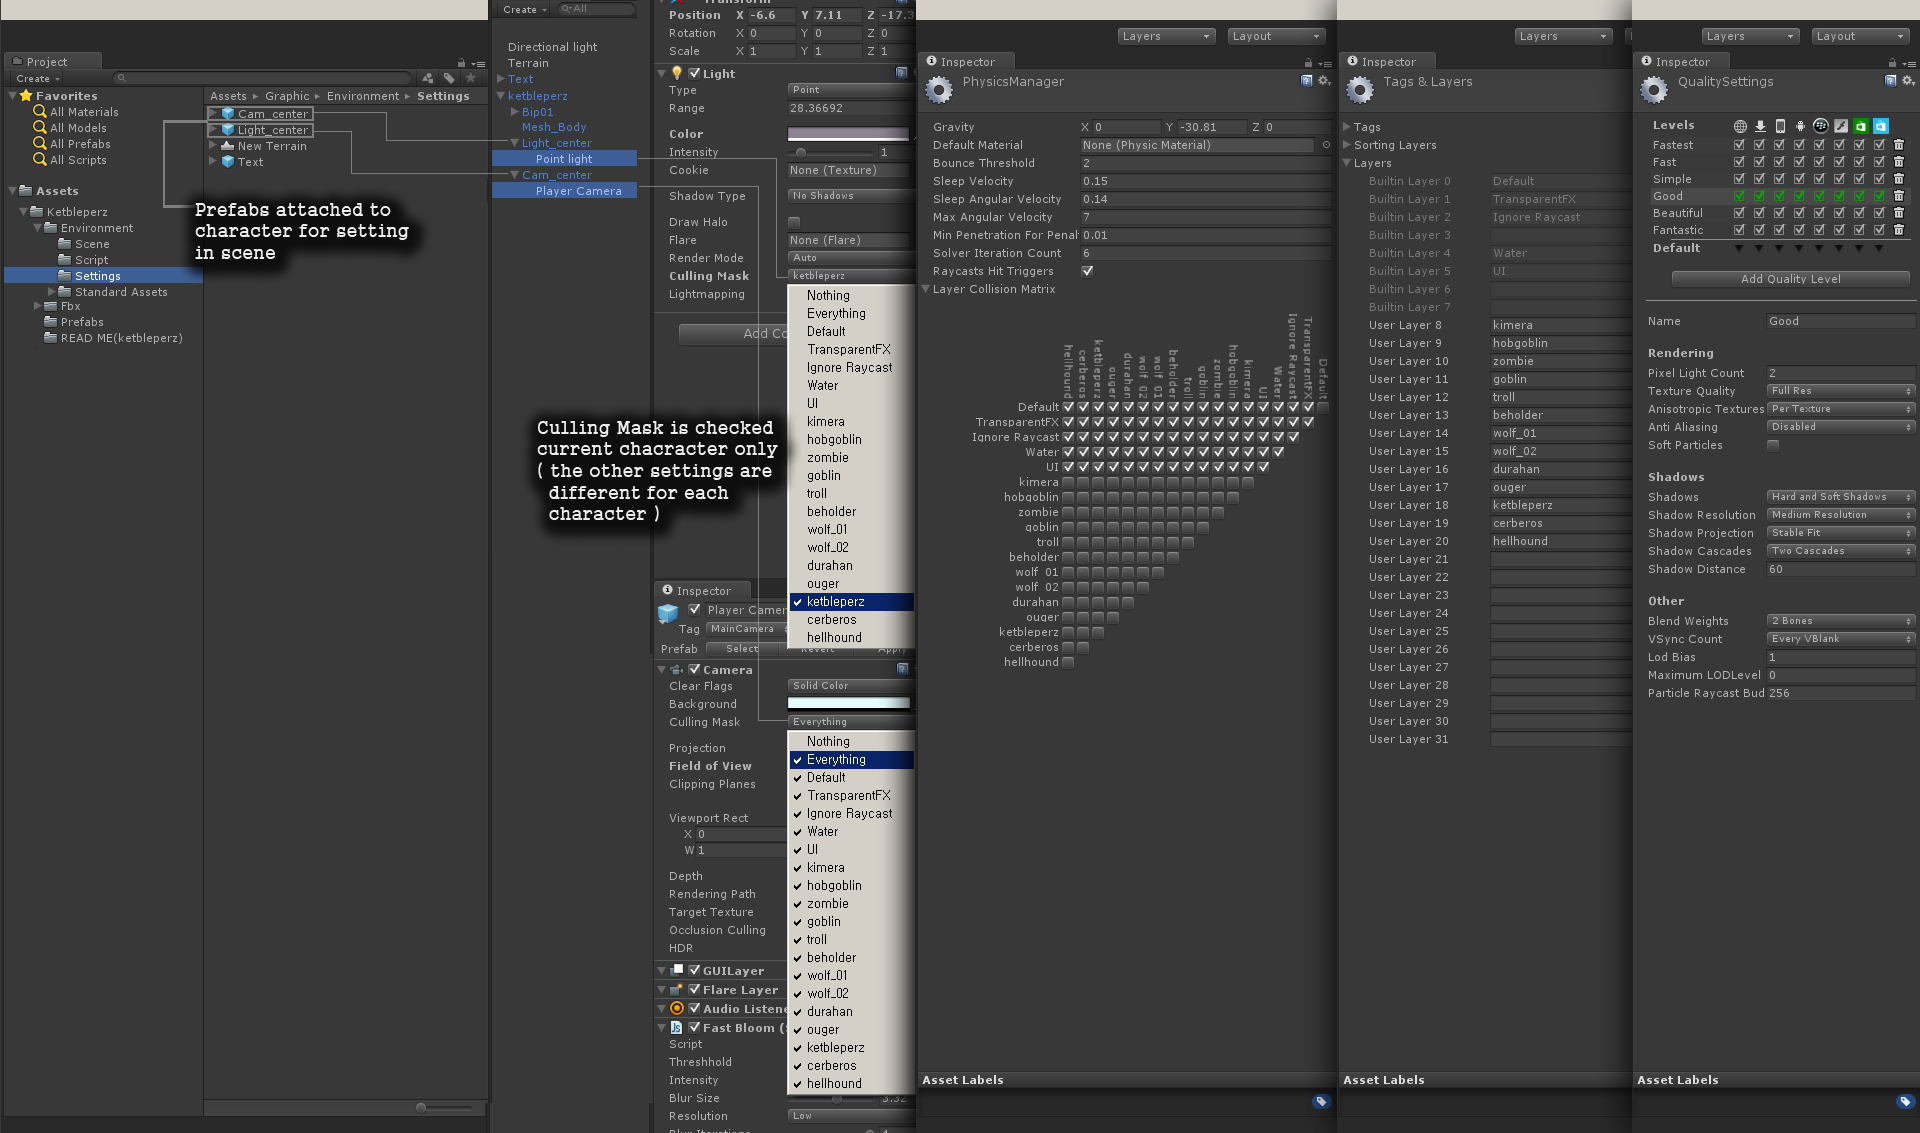 Project
Create
Favorites
All Materials
All Models
All Prefabs
All Scripts
Assets
Ketbleperz
Environment
Scene
Script
Settings
Standard Assets
Fbx
Prefabs
READ ME(ketbleperz)
Assets ▸ Graphic ▸ Environment ▸ Settings
Cam_center
Light_center
New Terrain
Text
Prefabs attached to
character for setting
in scene
Create
All
Directional light
Terrain
Text
ketbleperz
Bip01
Mesh_Body
Light_center
Point light
Cam_center
Player Camera
Culling Mask is checked
current chacracter only
( the other settings are
different for each
character )
Transform
Position X -6.6 Y 7.11 Z -17.3
Rotation X 0 Y 0 Z 0
Scale X 1 Y 1 Z 1
Light
Type Point
Range 28.36692
Color
Intensity 1
Cookie None (Texture)
Shadow Type No Shadows
Draw Halo
Flare None (Flare)
Render Mode Auto
Culling Mask ketbleperz
Lightmapping
Add Co
Nothing
Everything
Default
TransparentFX
Ignore Raycast
Water
UI
kimera
hobgoblin
zombie
goblin
troll
beholder
wolf_01
wolf_02
durahan
ouger
ketbleperz
cerberos
hellhound
Inspector
Player Camer
Tag MainCamera
Prefab Select Revert Apply
Camera
Clear Flags Solid Color
Background
Culling Mask Everything
Projection
Field of View
Clipping Planes
Viewport Rect
X 0
W 1
Depth
Rendering Path
Target Texture
Occlusion Culling
HDR
GUILayer
Flare Layer
Audio Listene
Fast Bloom (
Script
Threshhold
Intensity
Blur Size 3.32
Resolution Low
Blur Iterations
Nothing
Everything
Default
TransparentFX
Ignore Raycast
Water
UI
kimera
hobgoblin
zombie
goblin
troll
beholder
wolf_01
wolf_02
durahan
ouger
ketbleperz
cerberos
hellhound
Layers Layout
Inspector
PhysicsManager
Gravity X 0 Y -30.81 Z 0
Default Material None (Physic Material)
Bounce Threshold 2
Sleep Velocity 0.15
Sleep Angular Velocity 0.14
Max Angular Velocity 7
Min Penetration For Penal 0.01
Solver Iteration Count 6
Raycasts Hit Triggers
Layer Collision Matrix
hellhound
cerberos
ketbleperz
ouger
durahan
wolf_02
wolf_01
beholder
troll
goblin
zombie
hobgoblin
kimera
UI
Water
Ignore Raycast
TransparentFX
Default
Default
TransparentFX
Ignore Raycast
Water
UI
kimera
hobgoblin
zombie
goblin
troll
beholder
wolf_01
wolf_02
durahan
ouger
ketbleperz
cerberos
hellhound
Asset Labels
Layers
Inspector
Tags & Layers
Tags
Sorting Layers
Layers
Builtin Layer 0 Default
Builtin Layer 1 TransparentFX
Builtin Layer 2 Ignore Raycast
Builtin Layer 3
Builtin Layer 4 Water
Builtin Layer 5 UI
Builtin Layer 6
Builtin Layer 7
User Layer 8 kimera
User Layer 9 hobgoblin
User Layer 10 zombie
User Layer 11 goblin
User Layer 12 troll
User Layer 13 beholder
User Layer 14 wolf_01
User Layer 15 wolf_02
User Layer 16 durahan
User Layer 17 ouger
User Layer 18 ketbleperz
User Layer 19 cerberos
User Layer 20 hellhound
User Layer 21
User Layer 22
User Layer 23
User Layer 24
User Layer 25
User Layer 26
User Layer 27
User Layer 28
User Layer 29
User Layer 30
User Layer 31
Asset Labels
Layers Layout
Inspector
QualitySettings
Levels
Fastest
Fast
Simple
Good
Beautiful
Fantastic
Default
Add Quality Level
Name Good
Rendering
Pixel Light Count 2
Texture Quality Full Res
Anisotropic Textures Per Texture
Anti Aliasing Disabled
Soft Particles
Shadows
Shadows Hard and Soft Shadows
Shadow Resolution Medium Resolution
Shadow Projection Stable Fit
Shadow Cascades Two Cascades
Shadow Distance 60
Other
Blend Weights 2 Bones
VSync Count Every VBlank
Lod Bias 1
Maximum LODLevel 0
Particle Raycast Bud 256
Asset Labels